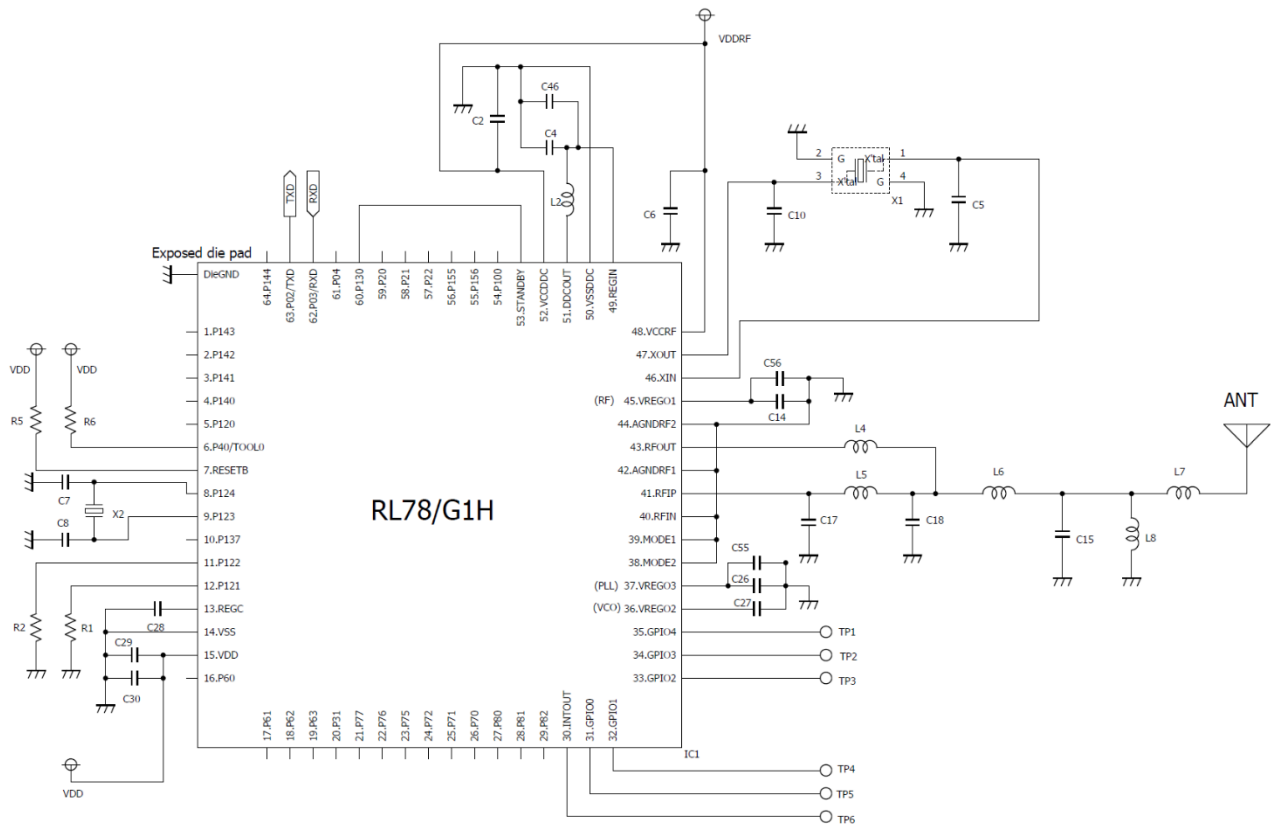 VDDRF
C46
C2
C4
L2
C6
2
G
X'tal
1
3
X'tal
G
4
X1
C10
C5
TXD
RXD
Exposed die pad
DieGND
64.P144
63.P02/TXD
62.P03/RXD
61.P04
60.P130
59.P20
58.P21
57.P22
56.P155
55.P156
54.P100
53.STANDBY
52.VCCDDC
51.DDCOUT
50.VSSDDC
49.REGIN
1.P143
2.P142
3.P141
4.P140
5.P120
6.P40/TOOL0
7.RESETB
8.P124
9.P123
10.P137
11.P122
12.P121
13.REGC
14.VSS
15.VDD
16.P60
VDD
VDD
R5
R6
C7
X2
C8
R2
R1
C28
C29
C30
VDD
RL78/G1H
48.VCCRF
47.XOUT
46.XIN
(RF)
45.VREGO1
44.AGNDRF2
43.RFOUT
42.AGNDRF1
41.RFIP
40.RFIN
39.MODE1
38.MODE2
(PLL)
37.VREGO3
(VCO)
36.VREGO2
35.GPIO4
34.GPIO3
33.GPIO2
C56
C14
L4
L5
L6
L7
ANT
C17
C18
C15
L8
C55
C26
C27
TP1
TP2
TP3
17.P61
18.P62
19.P63
20.P31
21.P77
22.P76
23.P75
24.P72
25.P71
26.P70
27.P80
28.P81
29.P82
30.INTOUT
31.GPIO0
32.GPIO1
IC1
TP4
TP5
TP6